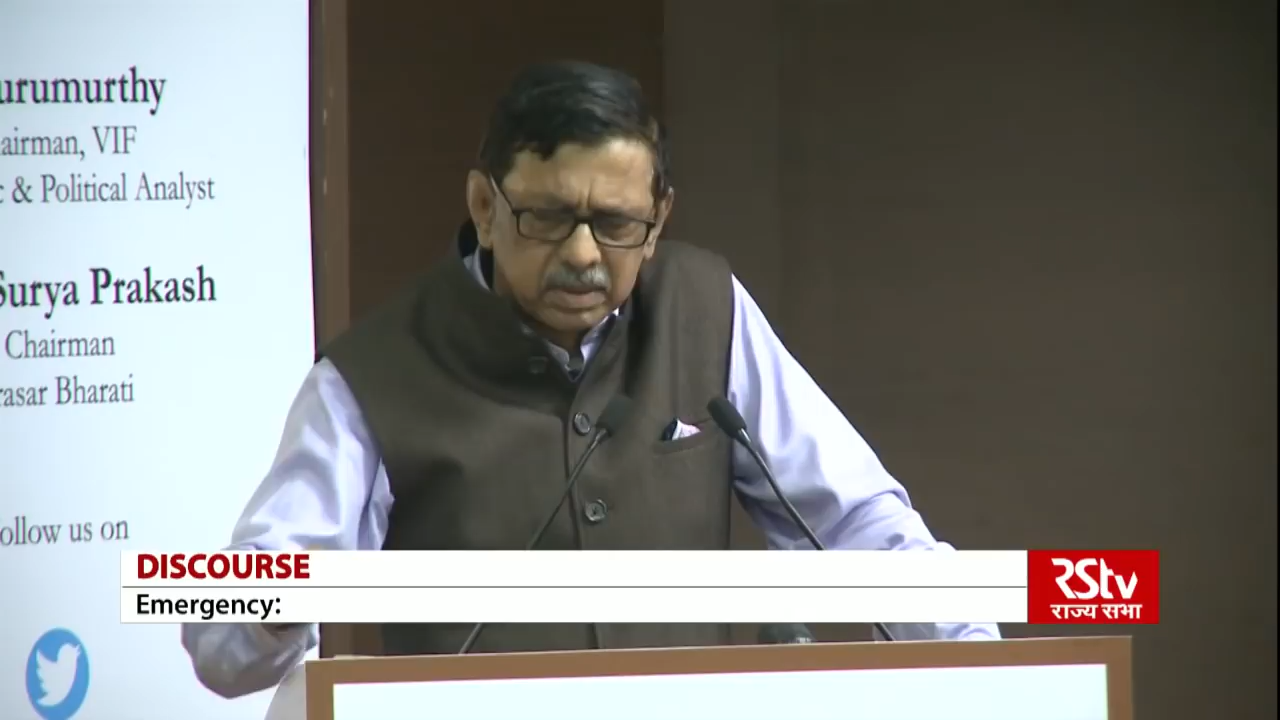 urumurthy
airman, VIF
c & Political Analyst
Surya Prakash
Chairman
rasar Bharati
ollow us on
DISCOURSE
Emergency:
RSTV
राज्य सभा